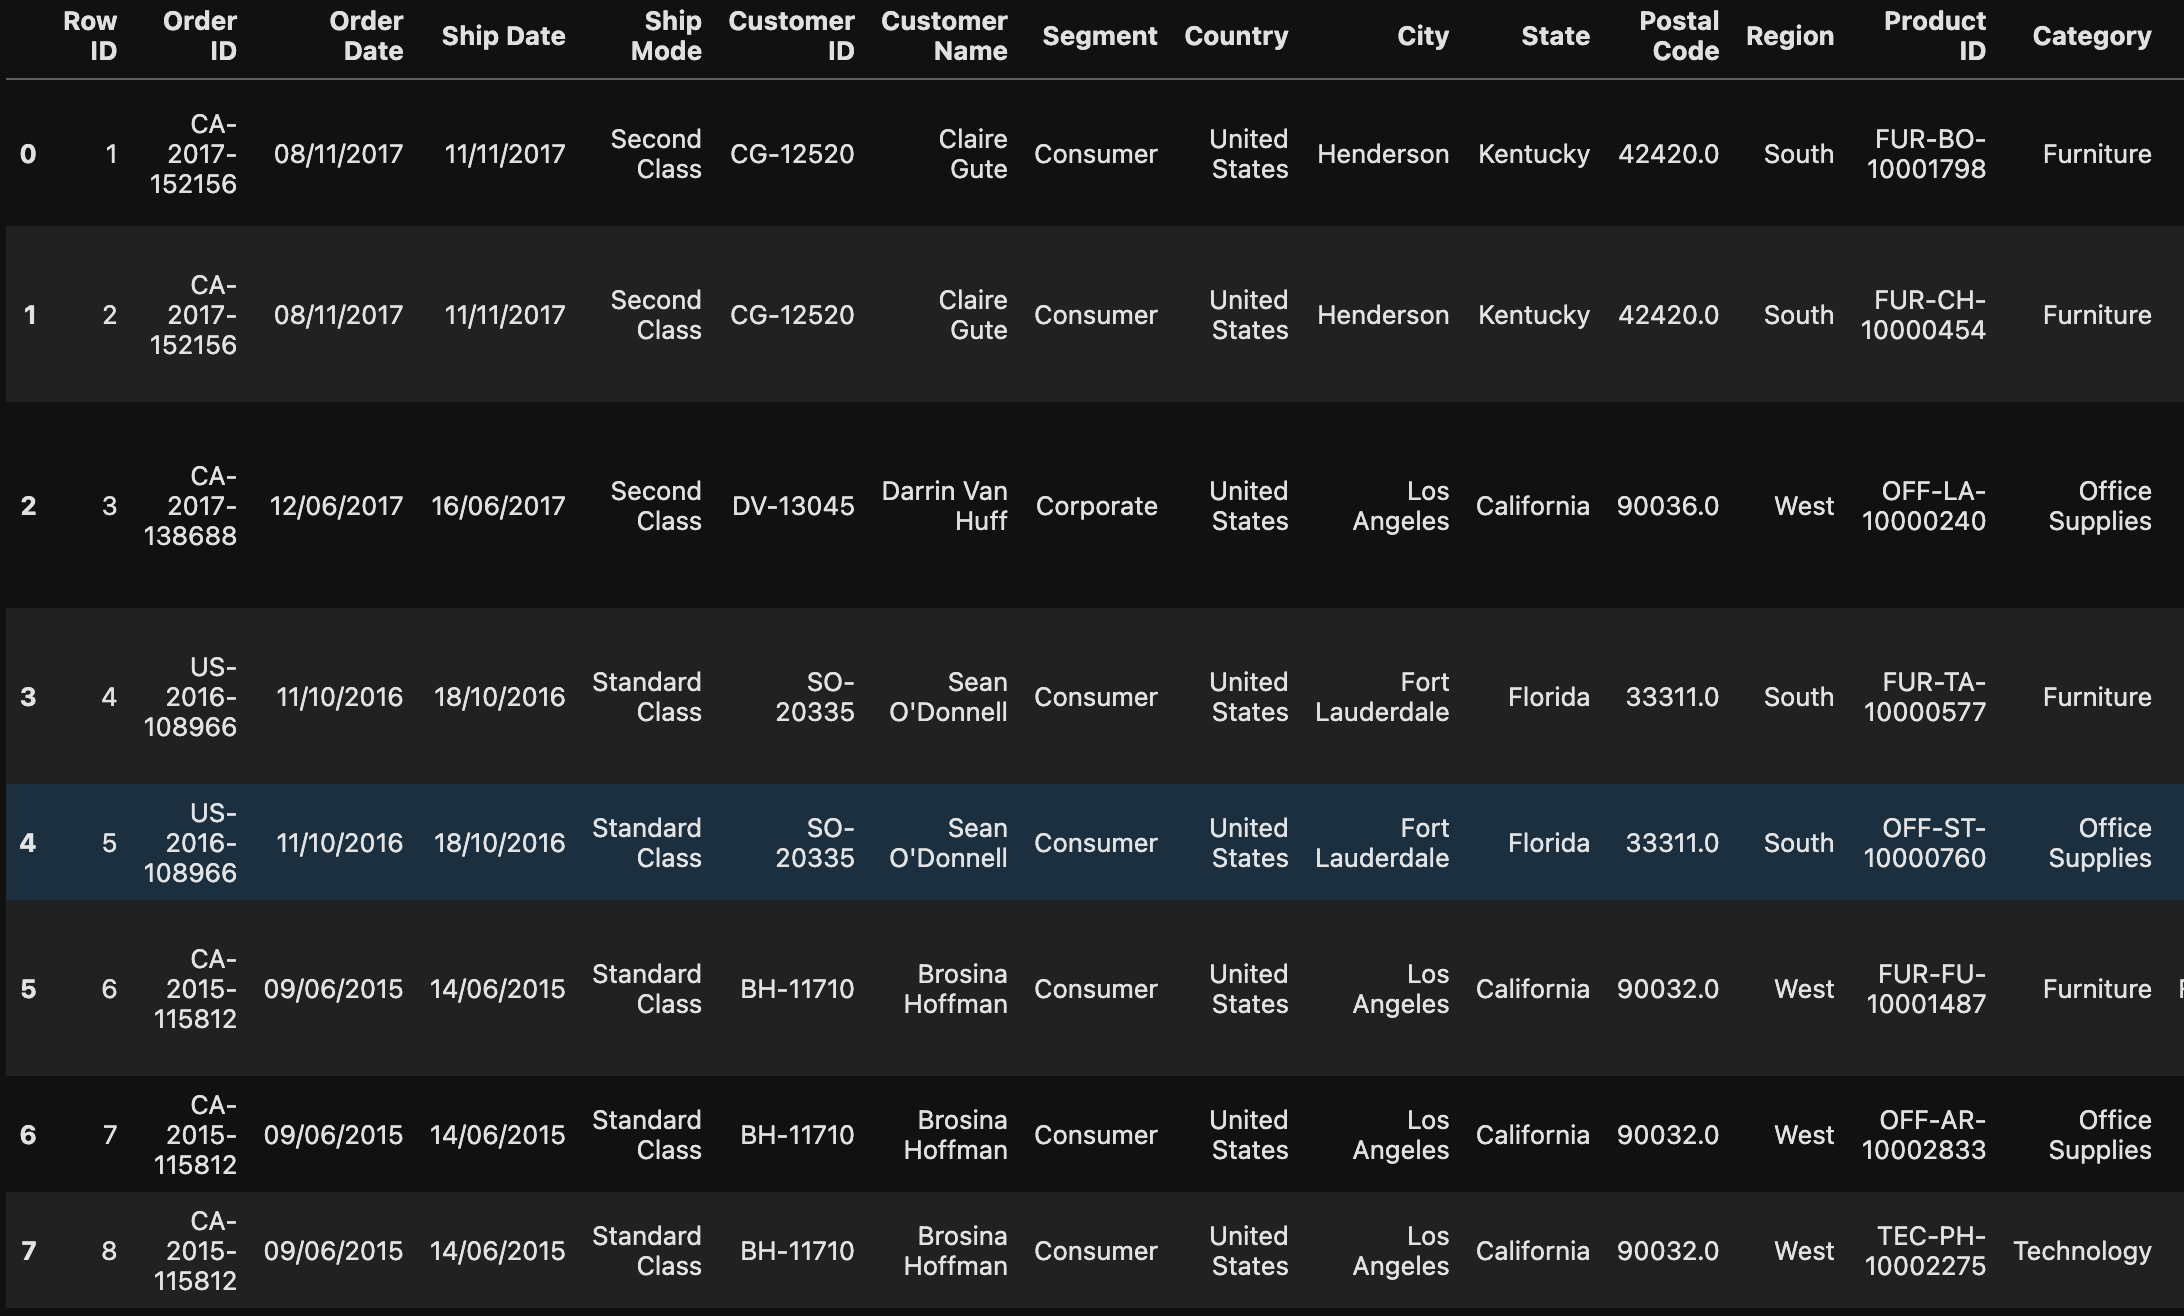 Row ID Order ID Order Date Ship Date Ship Mode Customer ID Customer Name Segment Country City State Postal Code Region Product ID Category
0 1 CA-2017-152156 08/11/2017 11/11/2017 Second Class CG-12520 Claire Gute Consumer United States Henderson Kentucky 42420.0 South FUR-BO-10001798 Furniture
1 2 CA-2017-152156 08/11/2017 11/11/2017 Second Class CG-12520 Claire Gute Consumer United States Henderson Kentucky 42420.0 South FUR-CH-10000454 Furniture
2 3 CA-2017-138688 12/06/2017 16/06/2017 Second Class DV-13045 Darrin Van Huff Corporate United States Los Angeles California 90036.0 West OFF-LA-10000240 Office Supplies
3 4 US-2016-108966 11/10/2016 18/10/2016 Standard Class SO-20335 Sean O'Donnell Consumer United States Fort Lauderdale Florida 33311.0 South FUR-TA-10000577 Furniture
4 5 US-2016-108966 11/10/2016 18/10/2016 Standard Class SO-20335 Sean O'Donnell Consumer United States Fort Lauderdale Florida 33311.0 South OFF-ST-10000760 Office Supplies
5 6 CA-2015-115812 09/06/2015 14/06/2015 Standard Class BH-11710 Brosina Hoffman Consumer United States Los Angeles California 90032.0 West FUR-FU-10001487 Furniture
6 7 CA-2015-115812 09/06/2015 14/06/2015 Standard Class BH-11710 Brosina Hoffman Consumer United States Los Angeles California 90032.0 West OFF-AR-10002833 Office Supplies
7 8 CA-2015-115812 09/06/2015 14/06/2015 Standard Class BH-11710 Brosina Hoffman Consumer United States Los Angeles California 90032.0 West TEC-PH-10002275 Technology